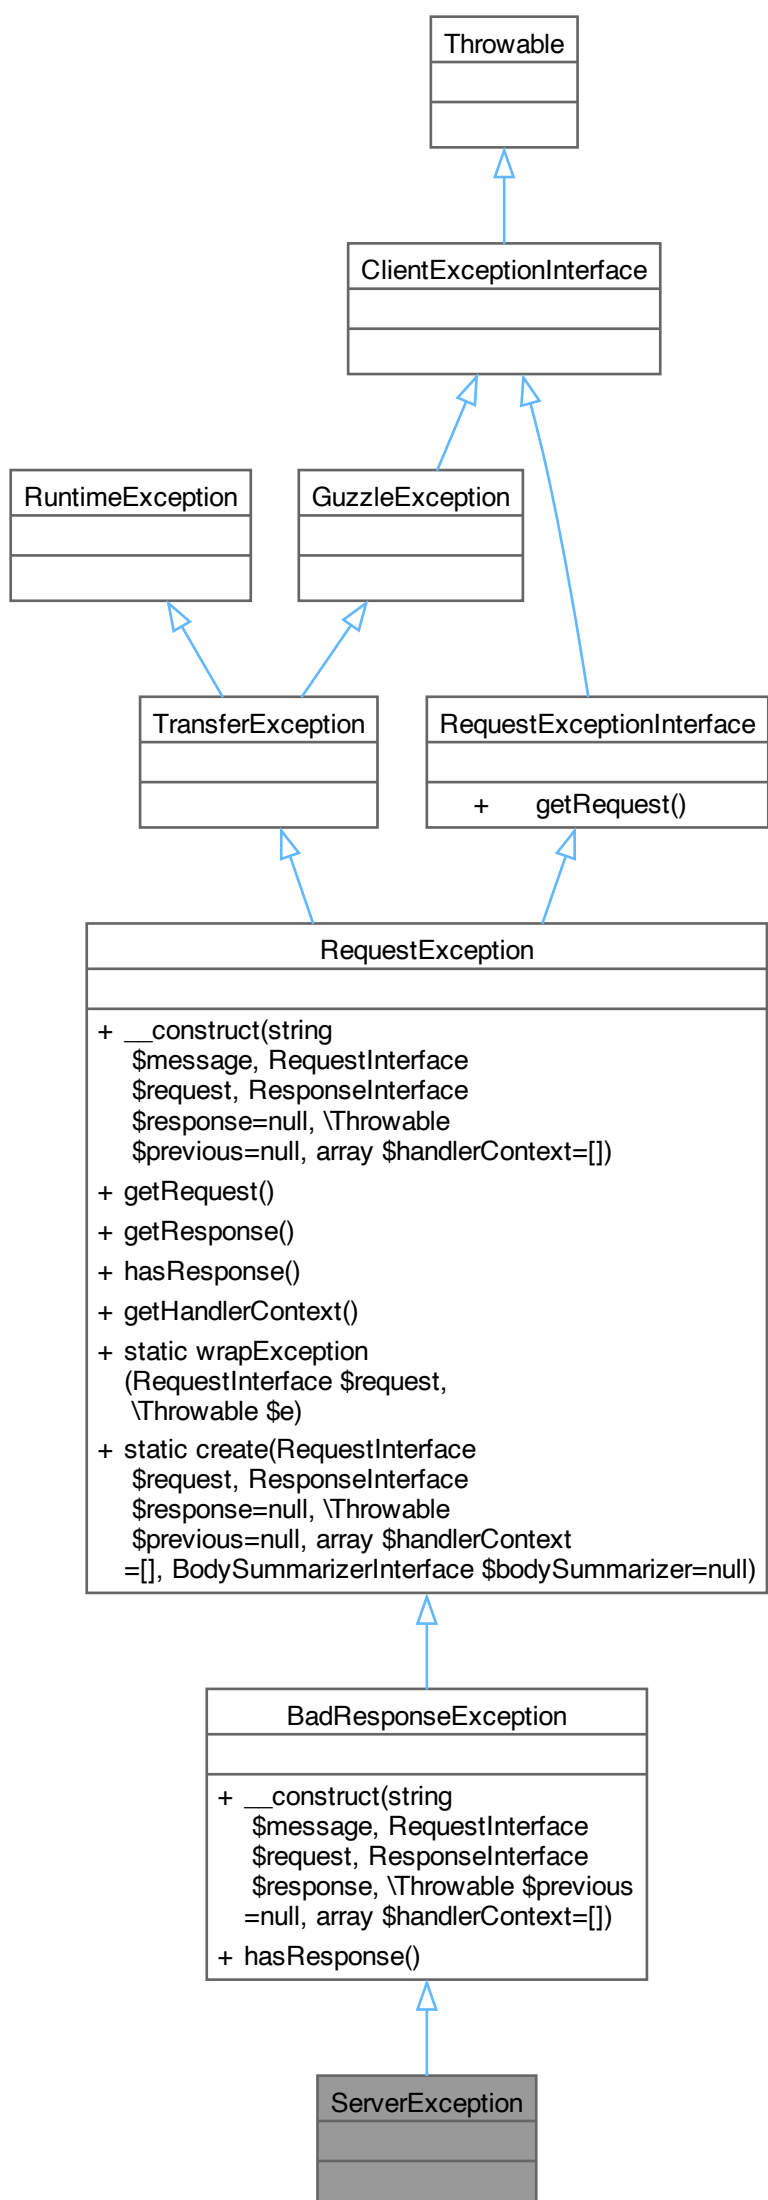 Throwable
ClientExceptionInterface
RuntimeException
GuzzleException
TransferException
RequestExceptionInterface
+ getRequest()
RequestException
+ __construct(string
$message, RequestInterface
$request, ResponseInterface
$response=null, \Throwable
$previous=null, array $handlerContext=[])
+ getRequest()
+ getResponse()
+ hasResponse()
+ getHandlerContext()
+ static wrapException
(RequestInterface $request,
\Throwable $e)
+ static create(RequestInterface
$request, ResponseInterface
$response=null, \Throwable
$previous=null, array $handlerContext
=[], BodySummarizerInterface $bodySummarizer=null)
BadResponseException
+ __construct(string
$message, RequestInterface
$request, ResponseInterface
$response, \Throwable $previous
=null, array $handlerContext=[])
+ hasResponse()
ServerException